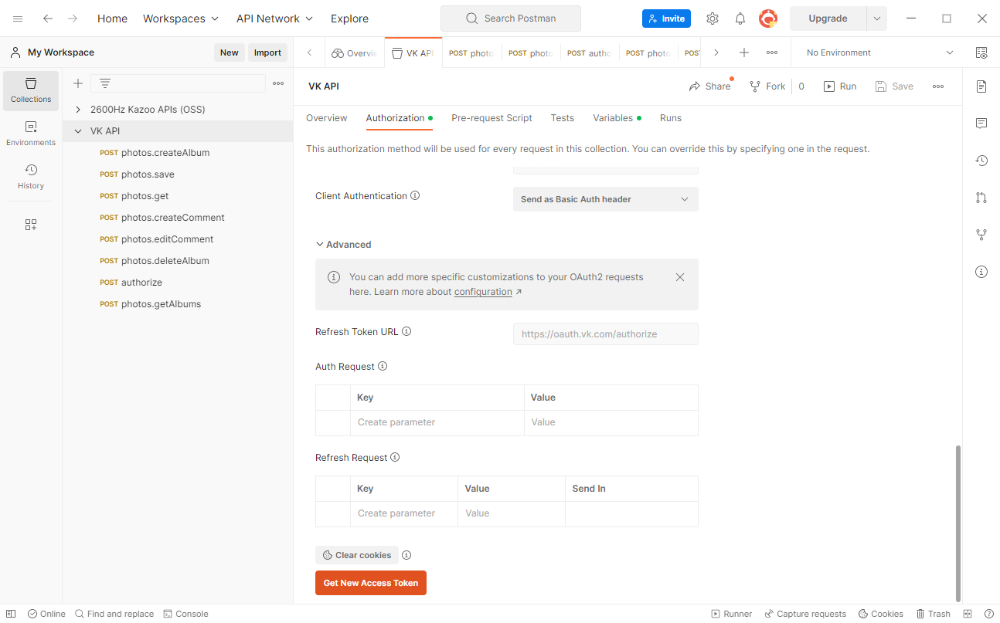 Home Workspaces API Network Explore Search Postman Invite Upgrade
My Workspace New Import Overvie VK API POST photo POST photo POST autho POST photo POST No Environment
Collections
Environments
History
2600Hz Kazoo APIs (OSS)
VK API
POST photos.createAlbum
POST photos.save
POST photos.get
POST photos.createComment
POST photos.editComment
POST photos.deleteAlbum
POST authorize
POST photos.getAlbums
VK API Share Fork 0 Run Save
Overview Authorization Pre-request Script Tests Variables Runs
This authorization method will be used for every request in this collection. You can override this by specifying one in the request.
Client Authentication Send as Basic Auth header
Advanced
You can add more specific customizations to your OAuth2 requests
here. Learn more about configuration ↗
Refresh Token URL https://oauth.vk.com/authorize
Auth Request
Key Value
Create parameter Value
Refresh Request
Key Value Send In
Create parameter Value
Clear cookies
Get New Access Token
Online Find and replace Console Runner Capture requests Cookies Trash